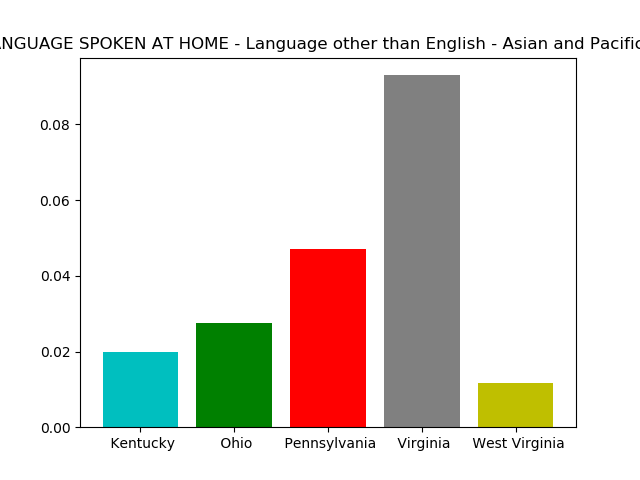 NGUAGE SPOKEN AT HOME - Language other than English - Asian and Pacific
0.08
0.06
0.04
0.02
0.00
Kentucky Ohio Pennsylvania Virginia West Virginia